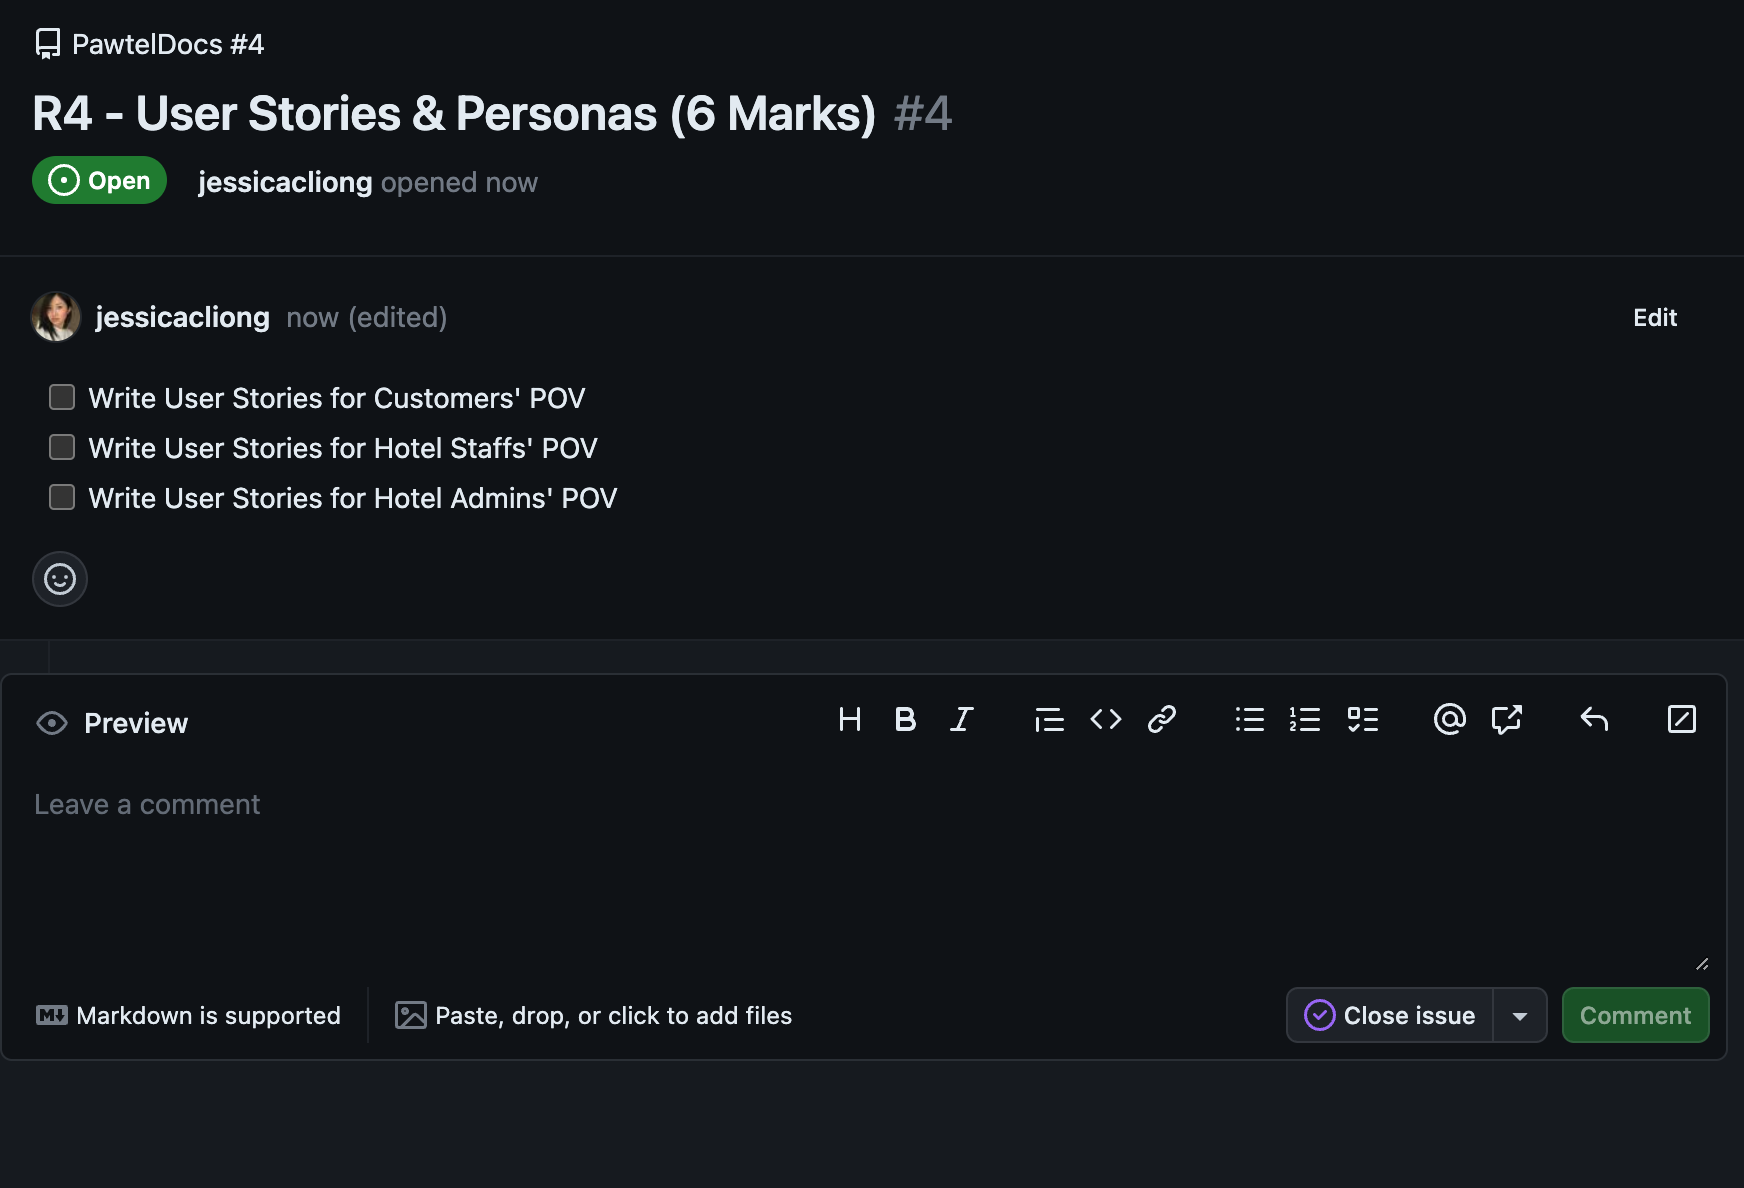 PawtelDocs #4
R4 - User Stories & Personas (6 Marks) #4
Open jessicacliong opened now
jessicacliong now (edited) Edit
Write User Stories for Customers' POV
Write User Stories for Hotel Staffs' POV
Write User Stories for Hotel Admins' POV
Preview
Leave a comment
Markdown is supported Paste, drop, or click to add files Close issue Comment